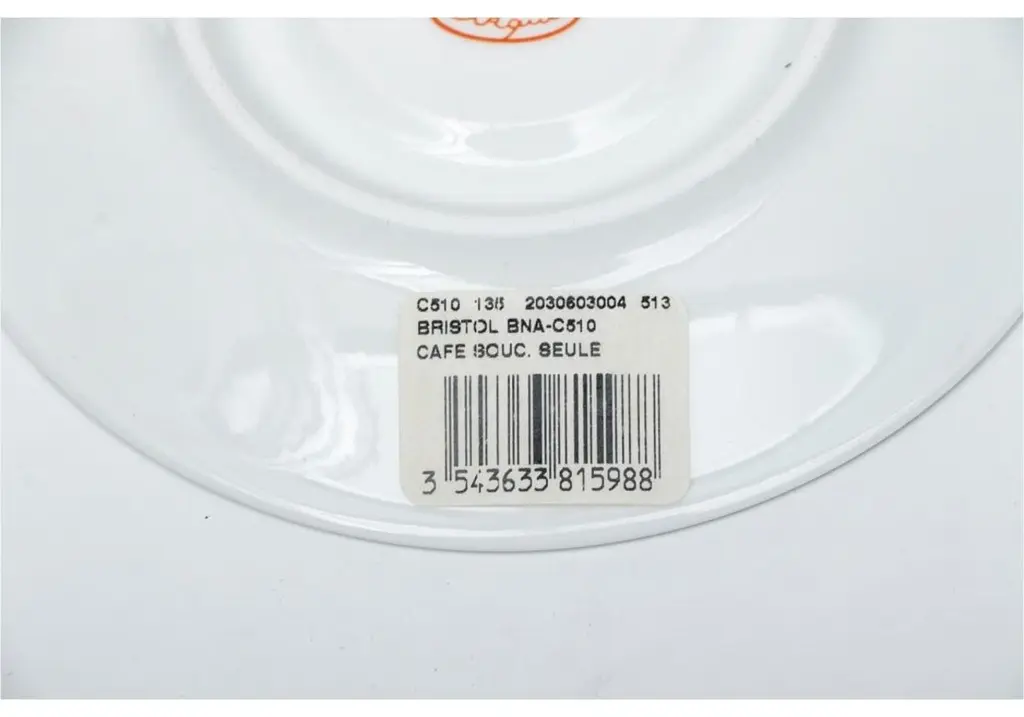 C510 135 2030603004 513
BRISTOL BNA-C510
CAFE SOUC. SEULE
3 543633 815988